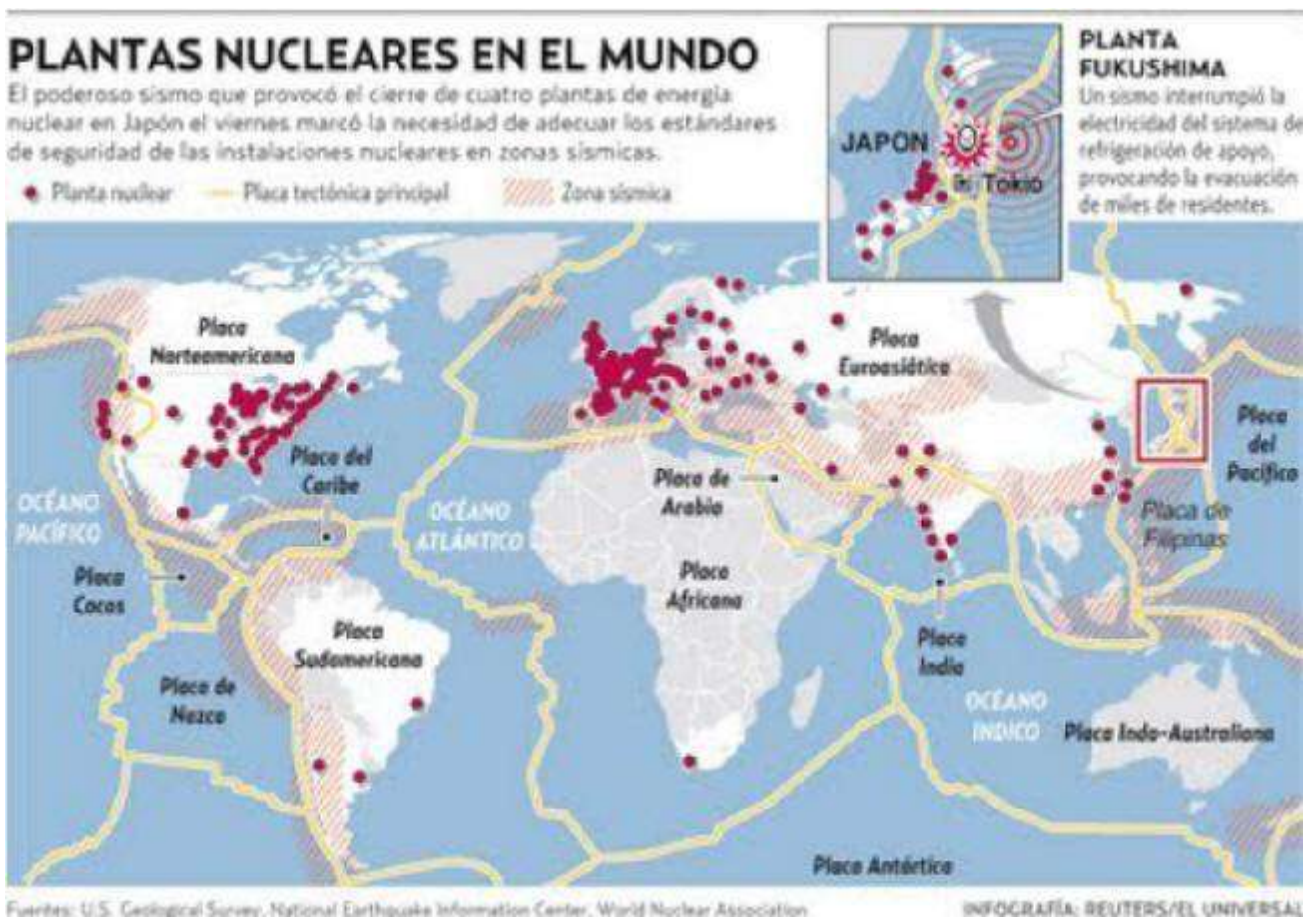 PLANTAS NUCLEARES EN EL MUNDO
El poderoso sismo que provocó el cierre de cuatro plantas de energía
nuclear en Japón el viernes marcó la necesidad de adecuar los estándares
de seguridad de las instalaciones nucleares en zonas sísmicas.
Planta nuclear
Placa tectónica principal
Zona sísmica
JAPON
Tokio
PLANTA
FUKUSHIMA
Un sismo interrumpió la
electricidad del sistema de
refrigeración de apoyo,
provocando la evacuación
de miles de residentes.
Placa
Norteamericana
Placa
Euroasiática
Placa
del
Pacífico
Placa del
Caribe
Placa de
Arabia
OCÉANO
PACÍFICO
OCÉANO
ATLÁNTICO
Placa de
Filipinas
Placa
Cocos
Placa
Africana
Placa
Sudamericana
Placa
India
Placa de
Nazca
OCÉANO
ÍNDICO
Placa Indo-Australiana
Placa Antártica
Fuentes: U.S. Geological Survey, National Earthquake Information Center, World Nuclear Association
INFOGRAFÍA: REUTERS/EL UNIVERSAL